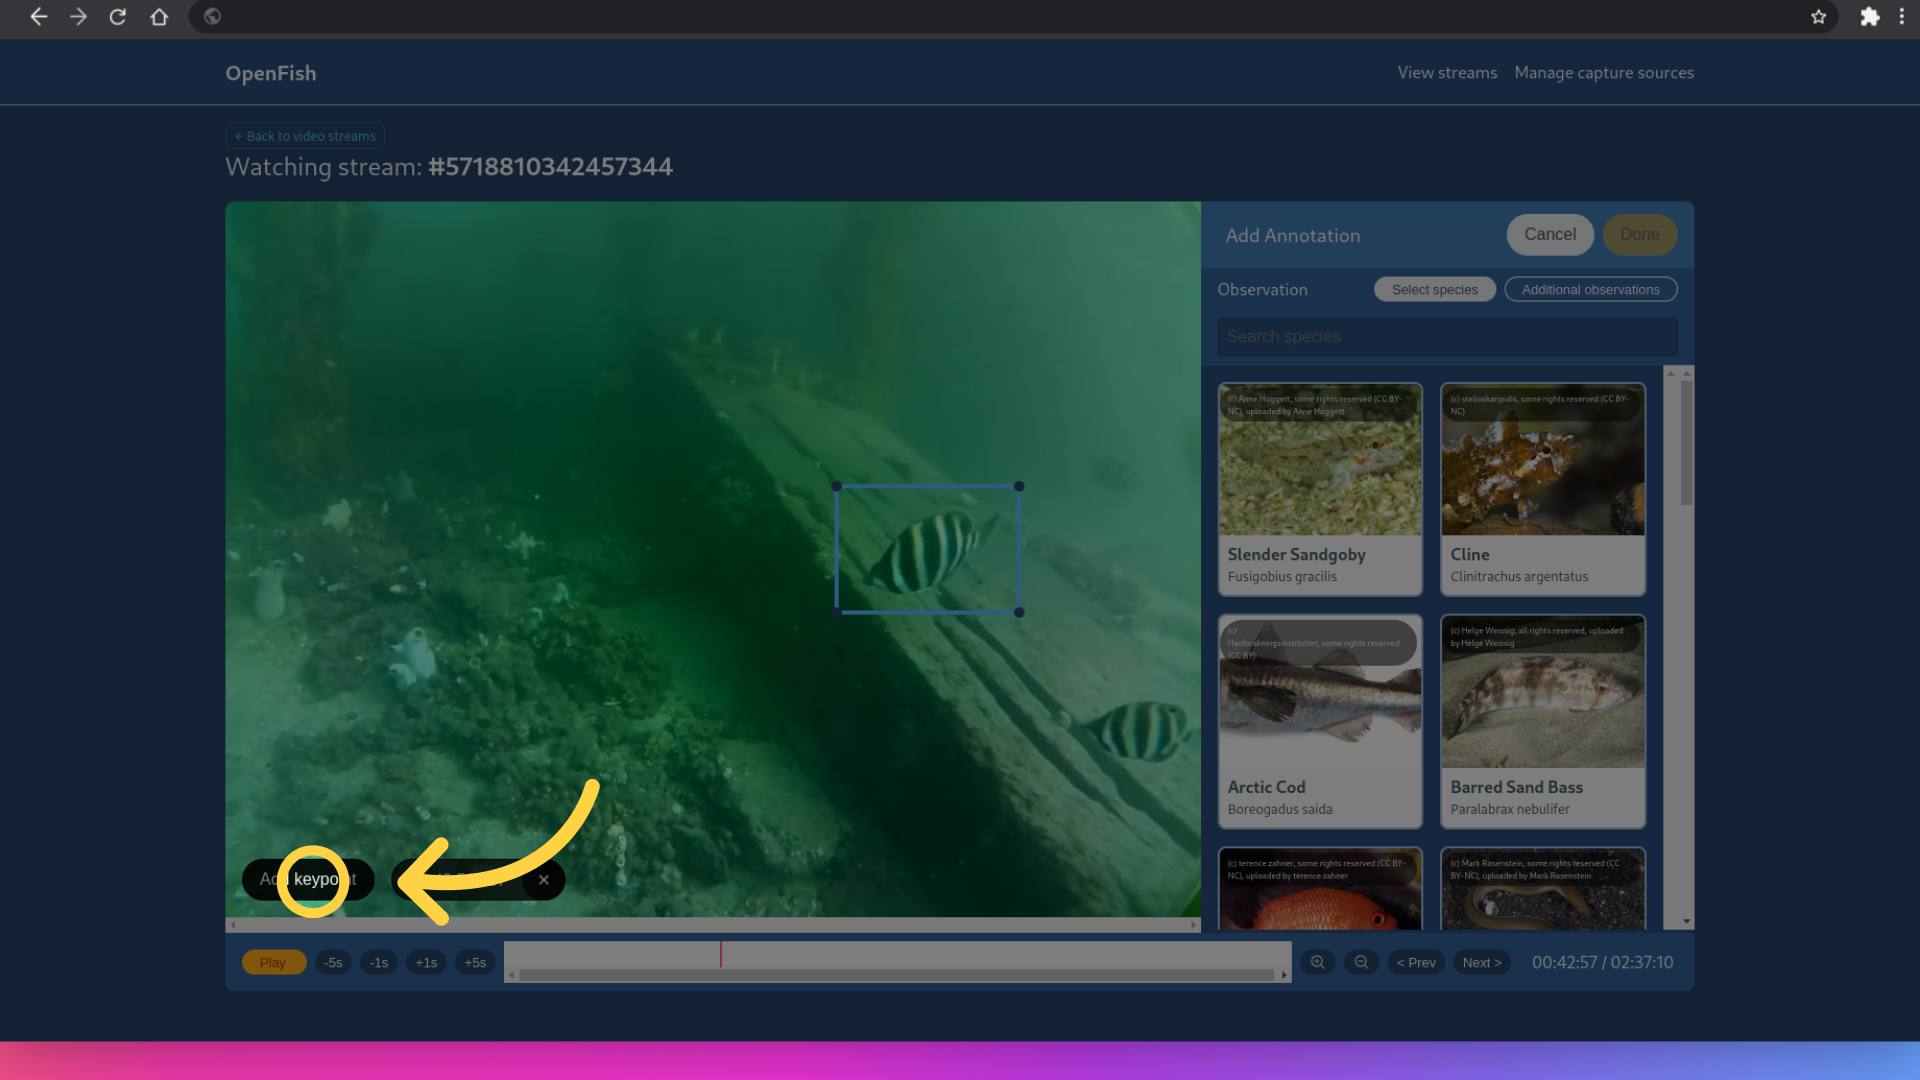 OpenFish
View streams
Manage capture sources
← Back to video streams
Watching stream: #5718810342457344
Add Annotation
Cancel
Done
Observation
Select species
Additional observations
Search species
(c) Anne Hoggett, some rights reserved (CC BY-
NC), uploaded by Anne Hoggett
Slender Sandgoby
Fusigobius gracilis
(c) stelioskaripidis, some rights reserved (CC BY-
NC)
Cline
Clinitrachus argentatus
(c)
Havforskningsinstituttet, some rights reserved
(CC BY)
Arctic Cod
Boreogadus saida
(c) Helge Weissig, all rights reserved, uploaded
by Helge Weissig
Barred Sand Bass
Paralabrax nebulifer
(c) terence zahner, some rights reserved (CC BY-
NC), uploaded by terence zahner
(c) Mark Rosenstein, some rights reserved (CC
BY-NC), uploaded by Mark Rosenstein
Add keypoint
×
Play
-5s
-1s
+1s
+5s
< Prev
Next >
00:42:57 / 02:37:10